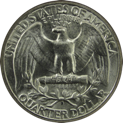 UNITED STATES OF AMERICA
QUARTER DOLLAR